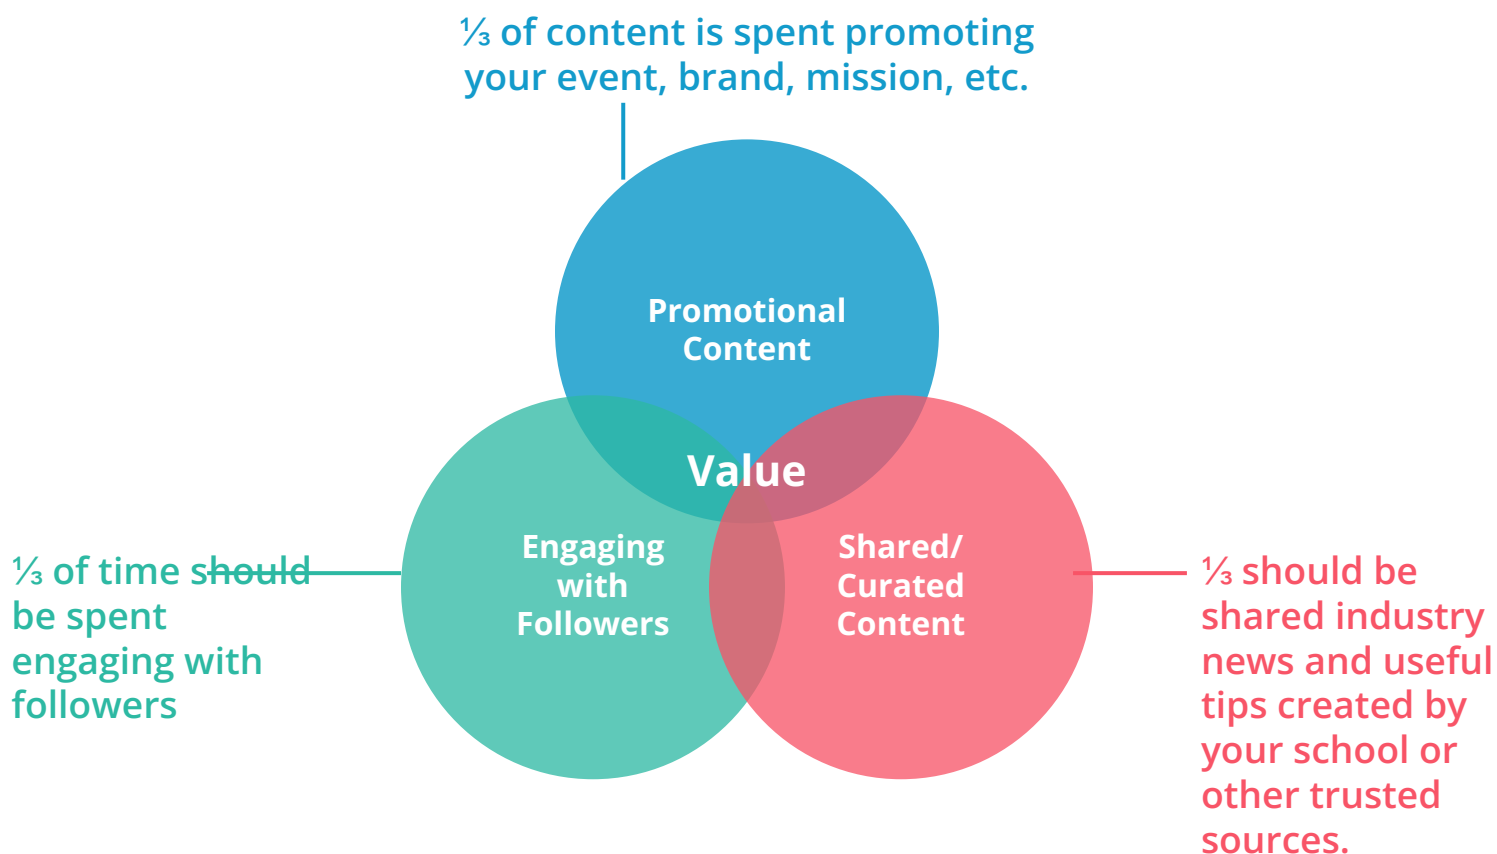 ⅓ of content is spent promoting
your event, brand, mission, etc.
Promotional
Content
Value
Engaging
with
Followers
Shared/
Curated
Content
⅓ of time should
be spent
engaging with
followers
⅓ should be
shared industry
news and useful
tips created by
your school or
other trusted
sources.